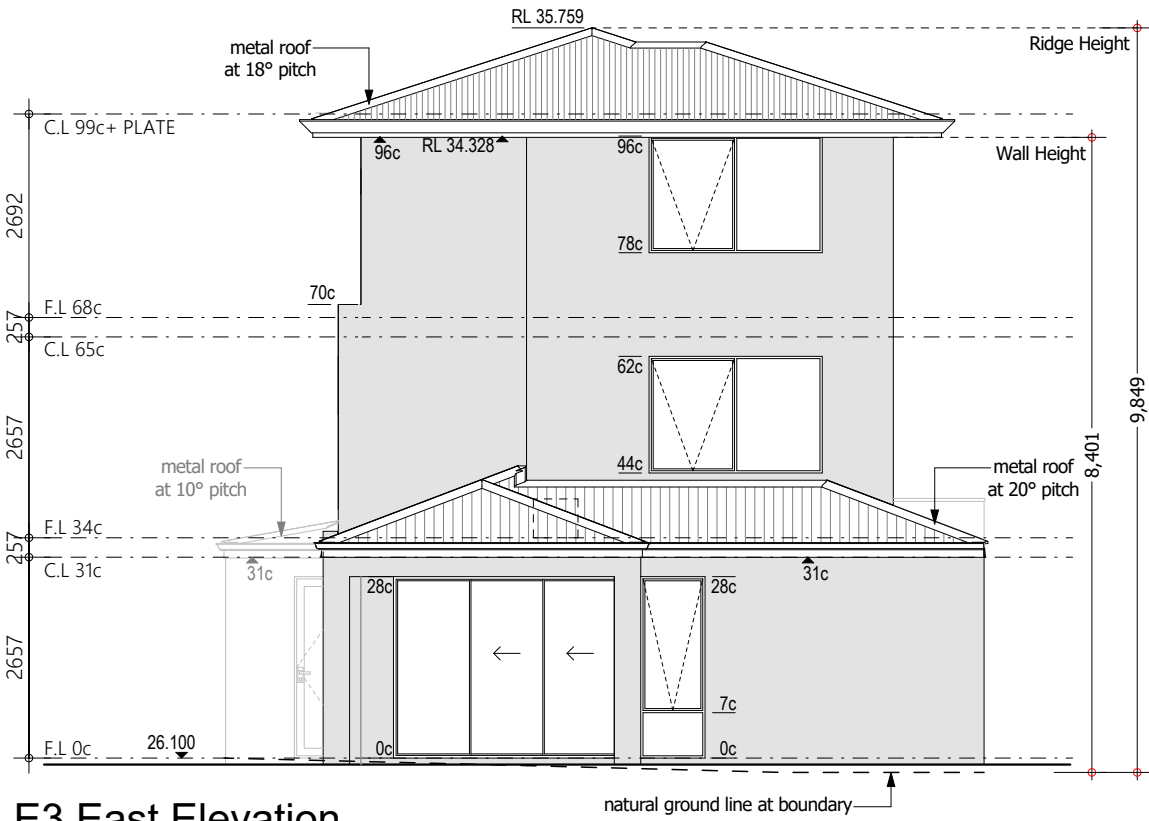 RL 35.759
metal roof
at 18° pitch
Ridge Height
C.L 99c+ PLATE
96c
RL 34.328
96c
Wall Height
2692
78c
70c
F.L 68c
257
C.L 65c
62c
9,849
2657
8,401
44c
metal roof
at 10° pitch
metal roof
at 20° pitch
F.L 34c
257
C.L 31c
31c
31c
28c
28c
2657
7c
F.L 0c
26.100
0c
0c
natural ground line at boundary
E3 East Elevation